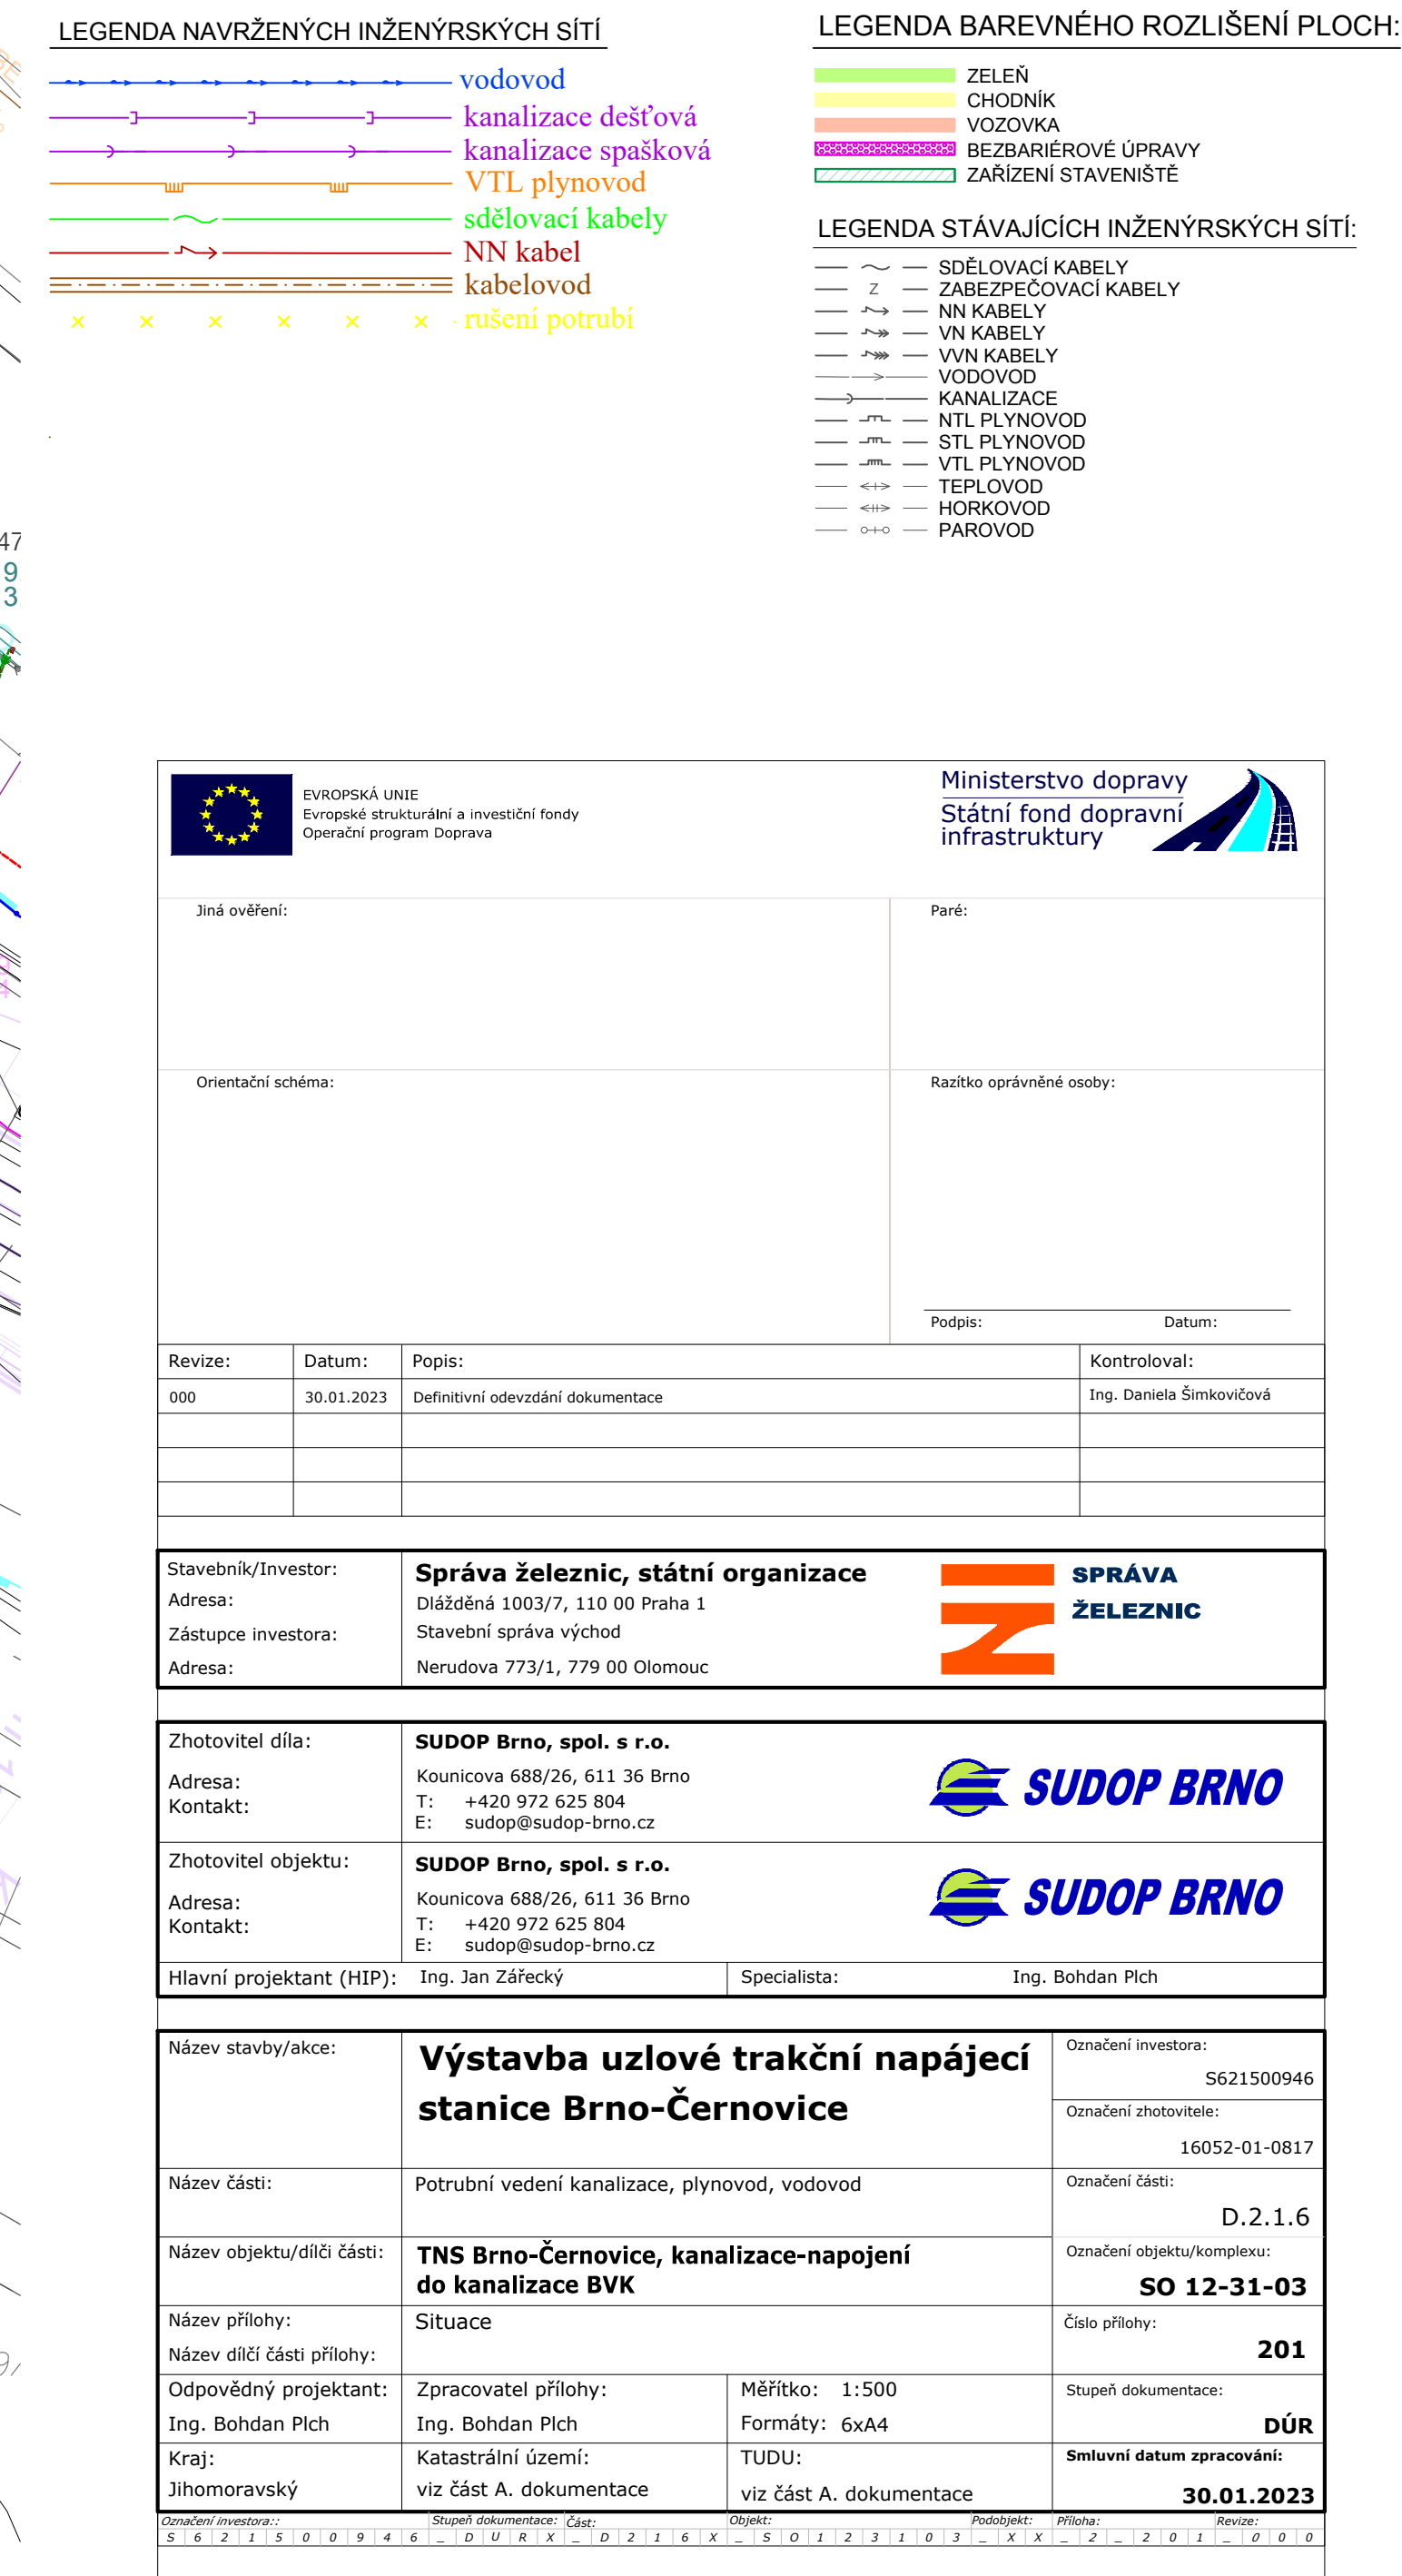 LEGENDA NAVRŽENÝCH INŽENÝRSKÝCH SÍTÍ
vodovod
kanalizace dešťová
kanalizace spašková
VTL plynovod
sdělovací kabely
NN kabel
kabelovod
rušení potrubí
LEGENDA BAREVNÉHO ROZLIŠENÍ PLOCH:
ZELEŇ
CHODNÍK
VOZOVKA
BEZBARIÉROVÉ ÚPRAVY
ZAŘÍZENÍ STAVENIŠTĚ
LEGENDA STÁVAJÍCÍCH INŽENÝRSKÝCH SÍTÍ:
SDĚLOVACÍ KABELY
Z ZABEZPEČOVACÍ KABELY
NN KABELY
VN KABELY
VVN KABELY
VODOVOD
KANALIZACE
NTL PLYNOVOD
STL PLYNOVOD
VTL PLYNOVOD
TEPLOVOD
HORKOVOD
PAROVOD
47
9
3
EVROPSKÁ UNIE
Evropské strukturální a investiční fondy
Operační program Doprava
Ministerstvo dopravy
Státní fond dopravní
infrastruktury
Jiná ověření:
Paré:
Orientační schéma:
Razítko oprávněné osoby:
Podpis: Datum:
Revize: Datum: Popis: Kontroloval:
000 30.01.2023 Definitivní odevzdání dokumentace Ing. Daniela Šimkovičová
Stavebník/Investor: Správa železnic, státní organizace
Adresa: Dlážděná 1003/7, 110 00 Praha 1
Zástupce investora: Stavební správa východ
Adresa: Nerudova 773/1, 779 00 Olomouc
SPRÁVA
ŽELEZNIC
Zhotovitel díla: SUDOP Brno, spol. s r.o.
Adresa: Kounicova 688/26, 611 36 Brno
Kontakt: T: +420 972 625 804
E: sudop@sudop-brno.cz
SUDOP BRNO
Zhotovitel objektu: SUDOP Brno, spol. s r.o.
Adresa: Kounicova 688/26, 611 36 Brno
Kontakt: T: +420 972 625 804
E: sudop@sudop-brno.cz
SUDOP BRNO
Hlavní projektant (HIP): Ing. Jan Zářecký Specialista: Ing. Bohdan Plch
Název stavby/akce: Výstavba uzlové trakční napájecí
stanice Brno-Černovice
Označení investora:
S621500946
Označení zhotovitele:
16052-01-0817
Název části: Potrubní vedení kanalizace, plynovod, vodovod
Označení části:
D.2.1.6
Název objektu/dílči části: TNS Brno-Černovice, kanalizace-napojení
do kanalizace BVK
Označení objektu/komplexu:
SO 12-31-03
Název přílohy: Situace
Název dílčí části přílohy:
Číslo přílohy:
201
Odpovědný projektant: Zpracovatel přílohy: Měřítko: 1:500 Stupeň dokumentace:
Ing. Bohdan Plch Ing. Bohdan Plch Formáty: 6xA4 DÚR
Kraj: Katastrální území: TUDU: Smluvní datum zpracování:
Jihomoravský viz část A. dokumentace viz část A. dokumentace 30.01.2023
Označení investora:: Stupeň dokumentace: Část: Objekt: Podobjekt: Příloha: Revize:
S 6 2 1 5 0 0 9 4 6 _ D U R X _ D 2 1 6 X _ S O 1 2 3 1 0 3 _ X X _ 2 _ 2 0 1 _ 0 0 0